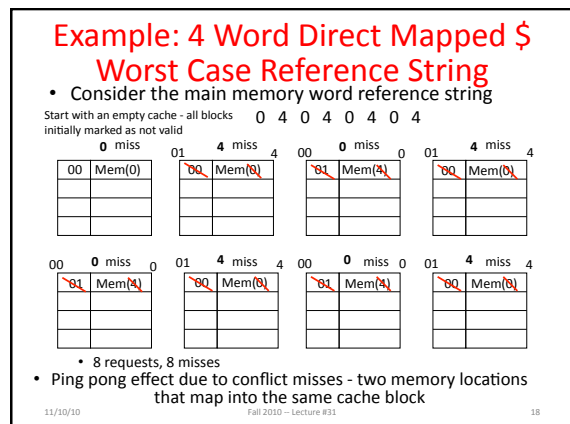 Example: 4 Word Direct Mapped $
Worst Case Reference String
• Consider the main memory word reference string
Start with an empty cache - all blocks
initially marked as not valid
0 4 0 4 0 4 0 4
0 miss
00 Mem(0)
01 4 miss 4
00 Mem(0)
00 0 miss 0
01 Mem(4)
01 4 miss 4
00 Mem(0)
00 0 miss 0
01 Mem(4)
01 4 miss 4
00 Mem(0)
00 0 miss 0
01 Mem(4)
01 4 miss 4
00 Mem(0)
• 8 requests, 8 misses
• Ping pong effect due to conflict misses - two memory locations
that map into the same cache block
11/10/10 Fall 2010 -- Lecture #31 18